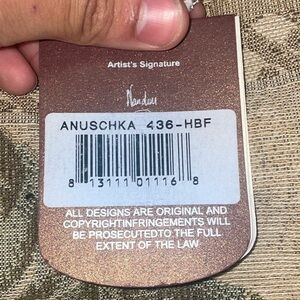 Artist's Signature
ANUSCHKA 436-HBF
8 13111 01116 8
ALL DESIGNS ARE ORIGINAL AND
COPYRIGHTINFRINGEMENTS WILL
BE PROSECUTEDTO THE FULL
EXTENT OF THE LAW